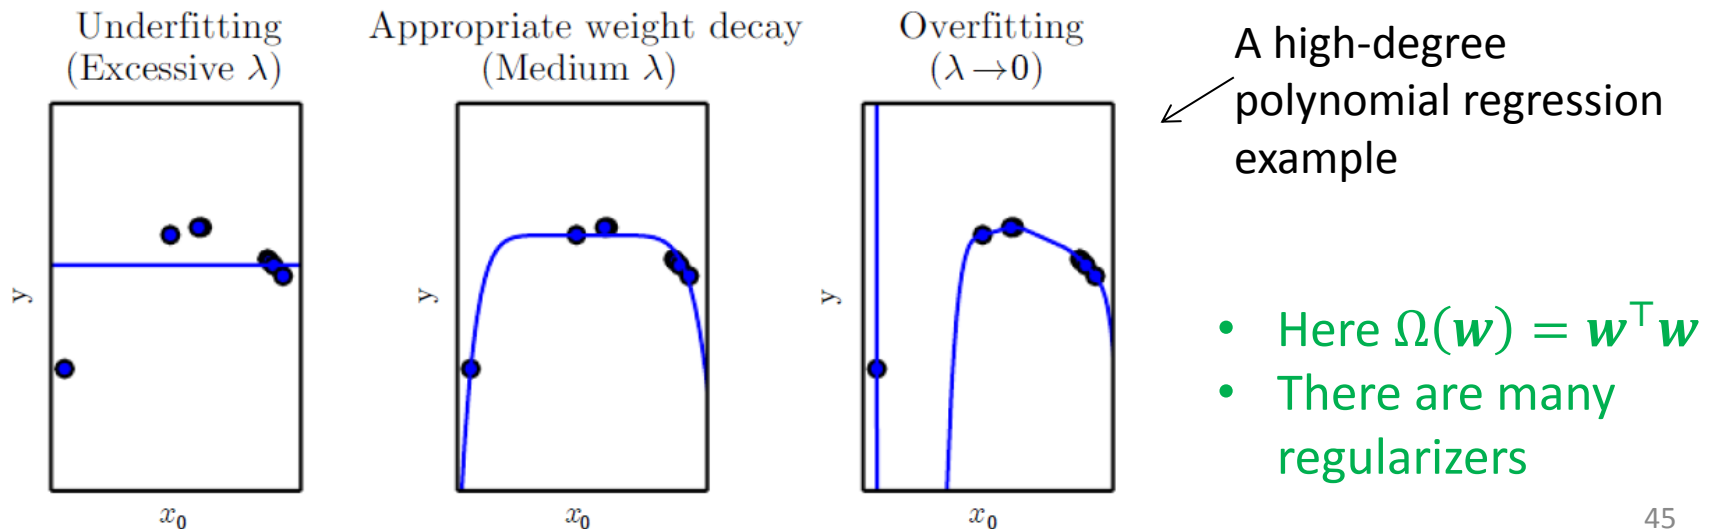 Underfitting
(Excessive λ)
y
x₀
Appropriate weight decay
(Medium λ)
y
x₀
Overfitting
(λ→0)
y
x₀
A high-degree
polynomial regression
example
• Here Ω(𝒘) = 𝒘⊤𝒘
• There are many
regularizers
45